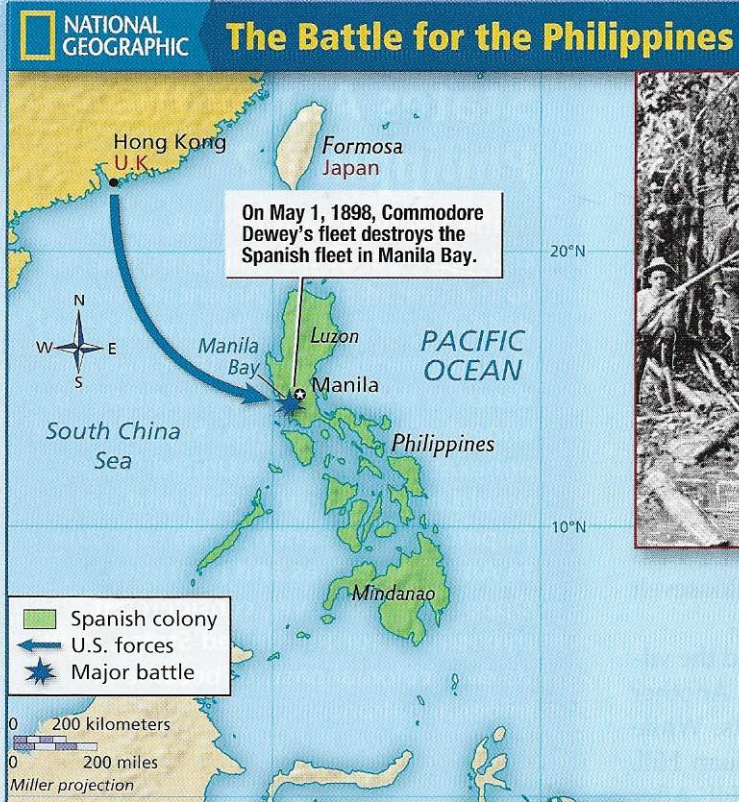 NATIONAL
GEOGRAPHIC
The Battle for the Philippines
Hong Kong
U.K.
Formosa
Japan
On May 1, 1898, Commodore
Dewey's fleet destroys the
Spanish fleet in Manila Bay.
20°N
N
W
E
S
Luzon
PACIFIC
OCEAN
Manila
Bay
Manila
South China
Sea
Philippines
10°N
Mindanao
Spanish colony
U.S. forces
Major battle
0 200 kilometers
0 200 miles
Miller projection